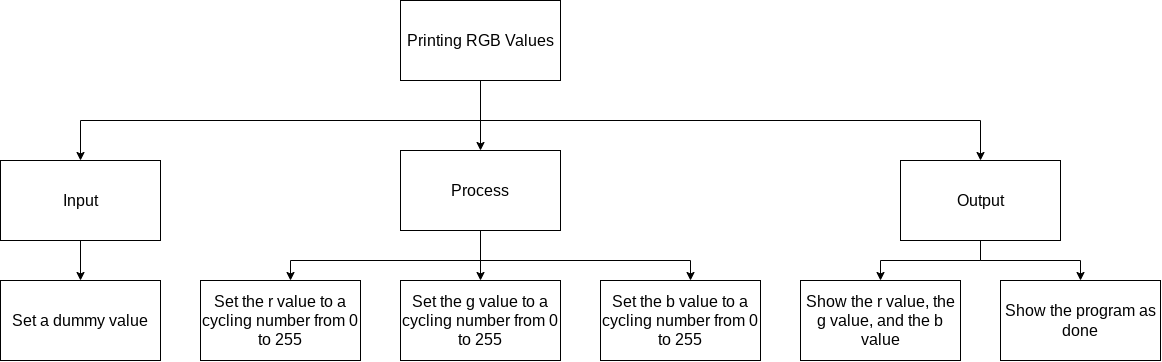 Printing RGB Values
Input
Process
Output
Set a dummy value
Set the r value to a
cycling number from 0
to 255
Set the g value to a
cycling number from 0
to 255
Set the b value to a
cycling number from 0
to 255
Show the r value, the
g value, and the b
value
Show the program as
done